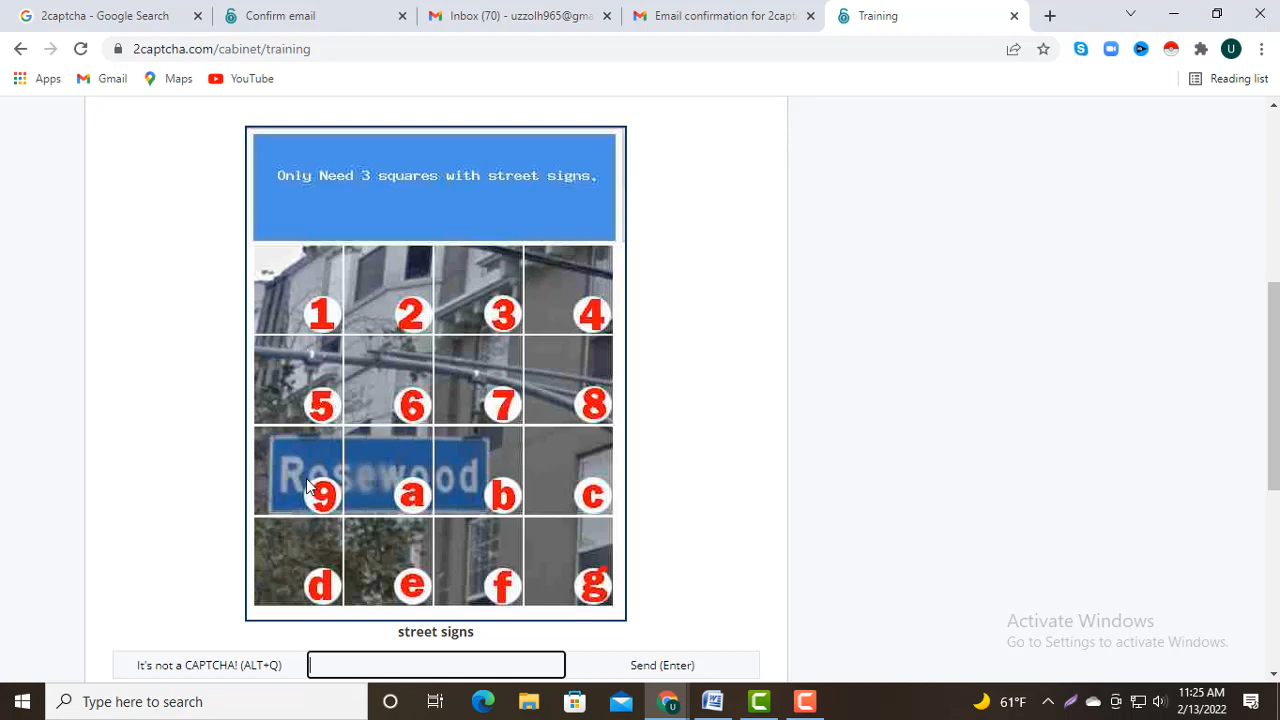 2captcha - Google Search
Confirm email
Inbox (70) - uzzolh965@gma
Email confirmation for 2capt
Training
2captcha.com/cabinet/training
U
Apps
Gmail
Maps
YouTube
Reading list
Only Need 3 squares with street signs.
1
2
3
4
5
6
7
8
Rosewood
9
a
b
c
d
e
f
g
street signs
It's not a CAPTCHA! (ALT+Q)
Send (Enter)
Activate Windows
Go to Settings to activate Windows.
Type here to search
61°F
11:25 AM
2/13/2022